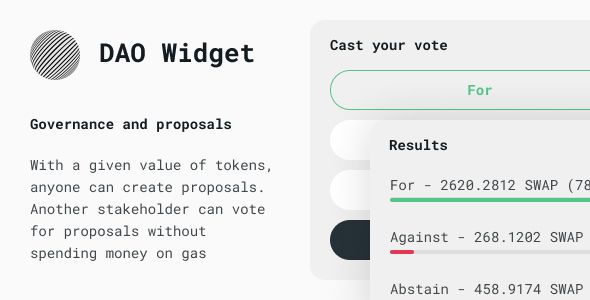 DAO Widget
Governance and proposals
With a given value of tokens,
anyone can create proposals.
Another stakeholder can vote
for proposals without
spending money on gas
Cast your vote
For
Results
For - 2620.2812 SWAP (78
Against - 268.1202 SWAP
Abstain - 458.9174 SWAP